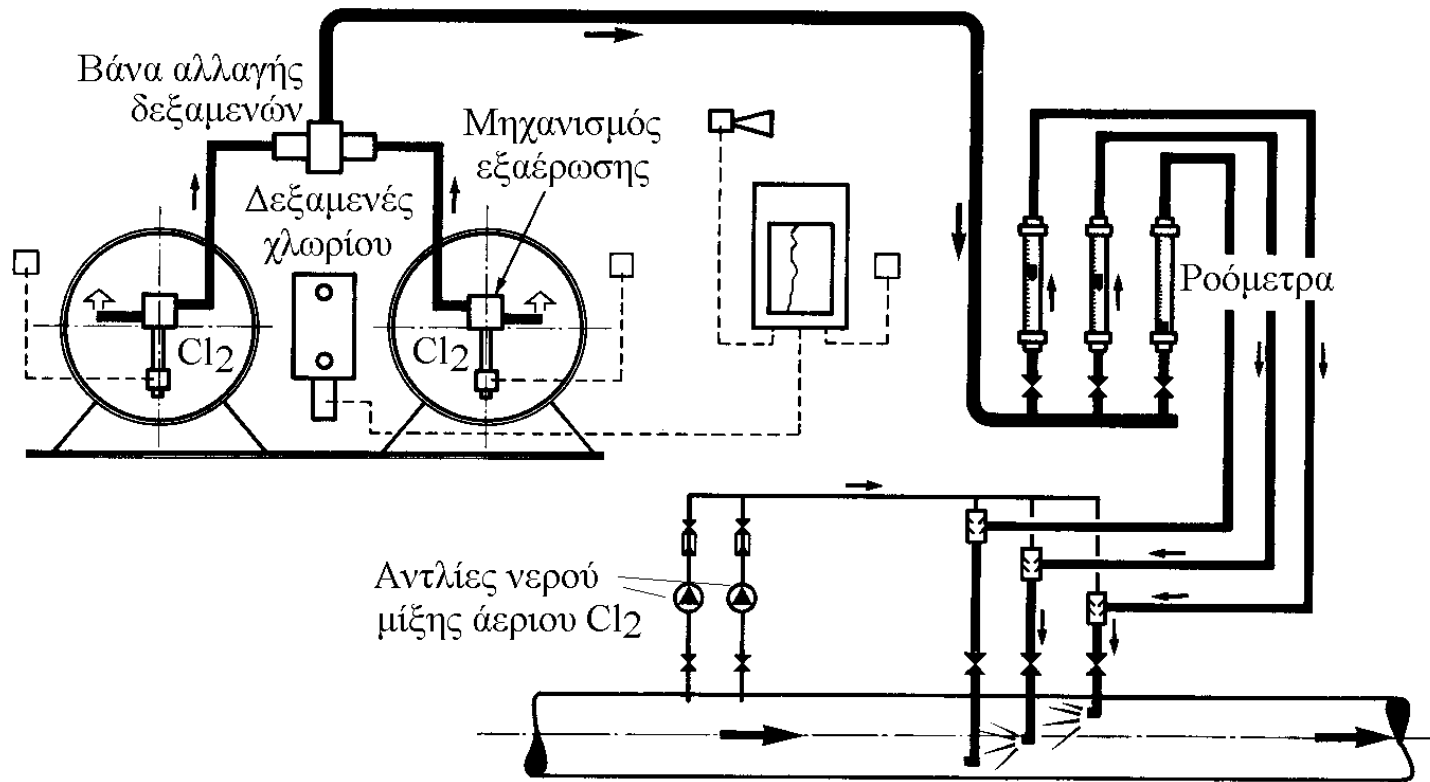 Βάνα αλλαγής
δεξαμενών
Μηχανισμός
εξαέρωσης
Δεξαμενές
χλωρίου
Cl2
Cl2
Ροόμετρα
Αντλίες νερού
μίξης άεριου Cl2